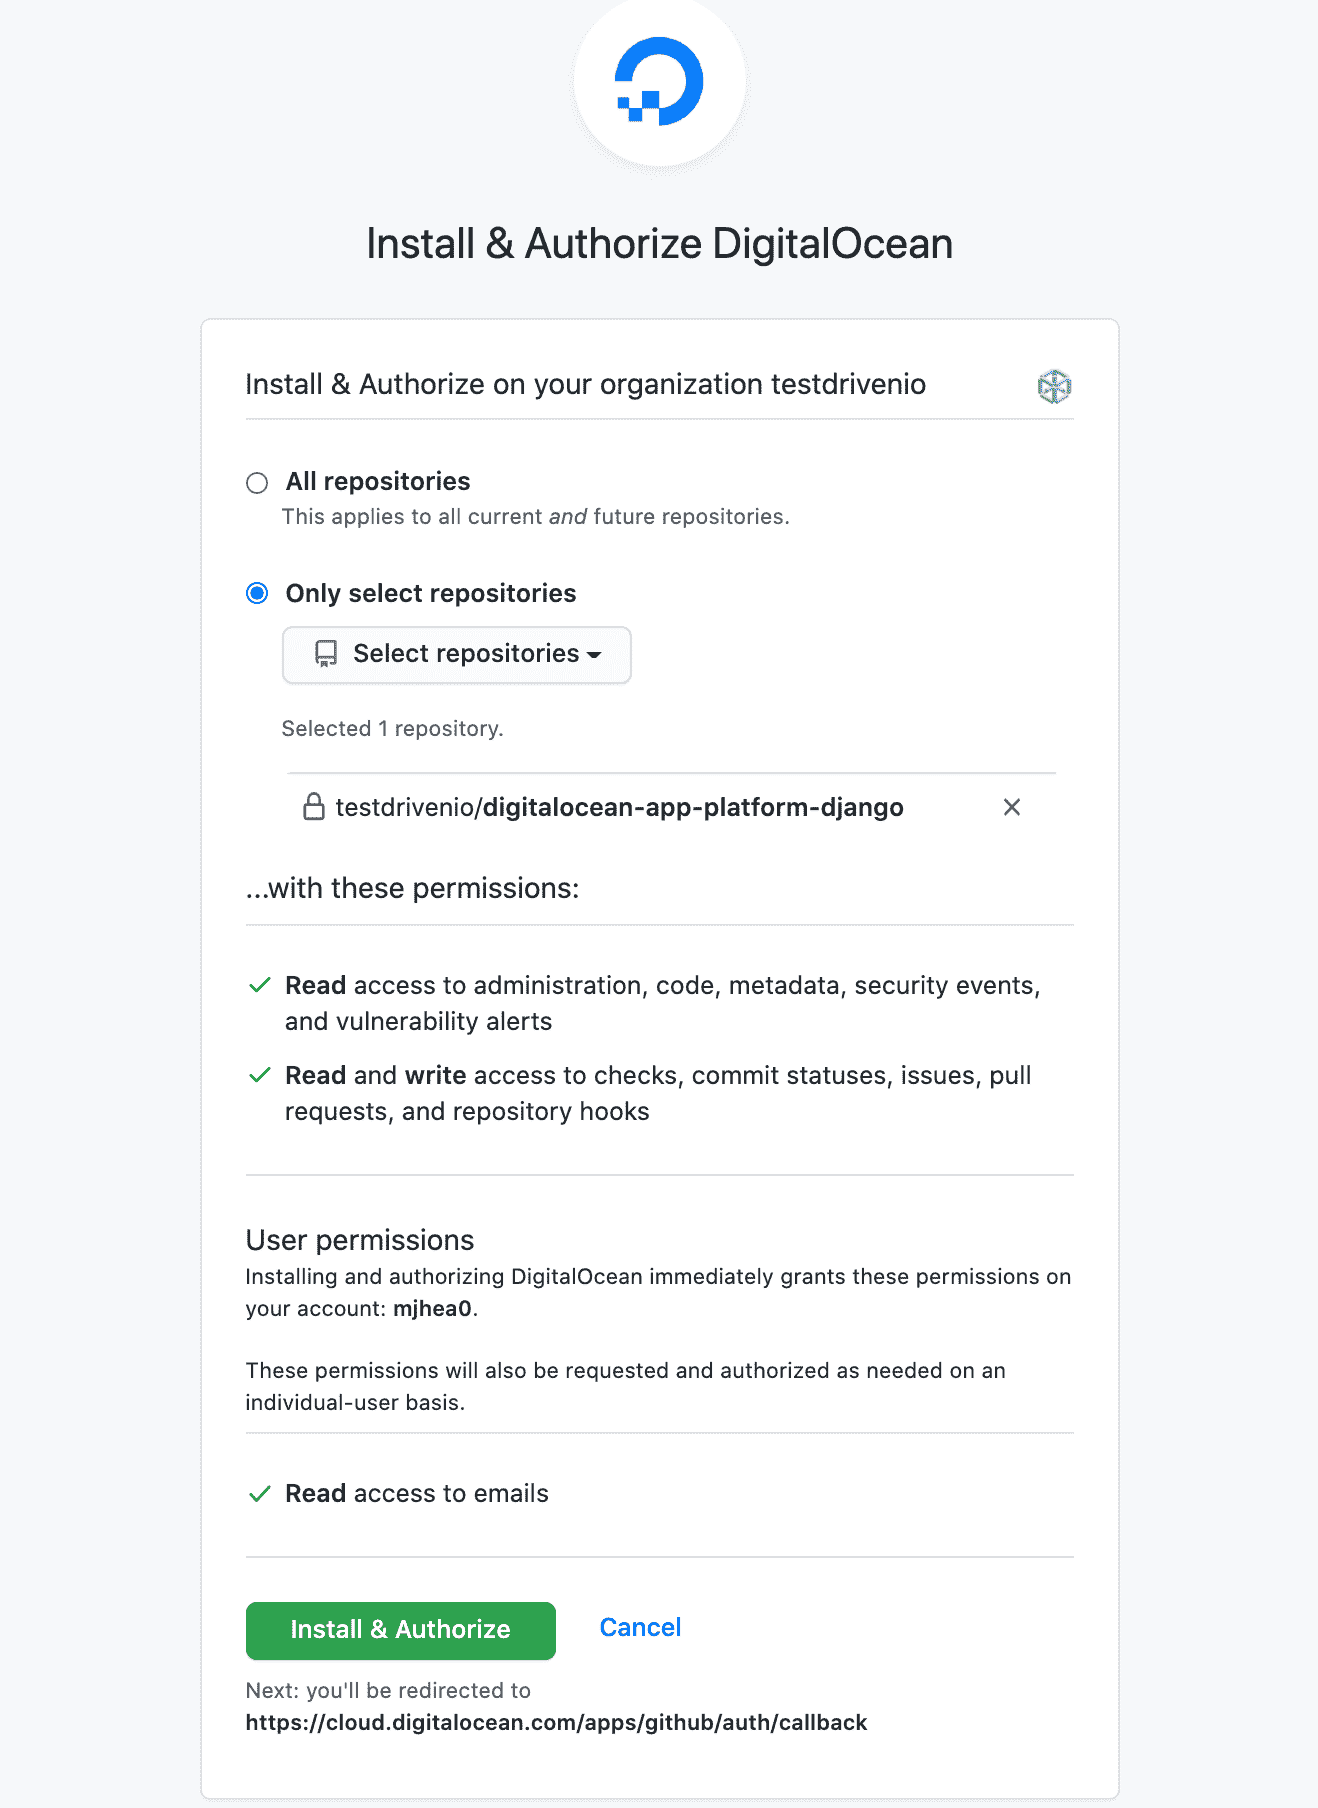 Install & Authorize DigitalOcean
Install & Authorize on your organization testdrivenio
All repositories
This applies to all current and future repositories.
Only select repositories
Select repositories
Selected 1 repository.
testdrivenio/digitalocean-app-platform-django
...with these permissions:
Read access to administration, code, metadata, security events,
and vulnerability alerts
Read and write access to checks, commit statuses, issues, pull
requests, and repository hooks
User permissions
Installing and authorizing DigitalOcean immediately grants these permissions on
your account: mjhea0.
These permissions will also be requested and authorized as needed on an
individual-user basis.
Read access to emails
Install & Authorize Cancel
Next: you'll be redirected to
https://cloud.digitalocean.com/apps/github/auth/callback